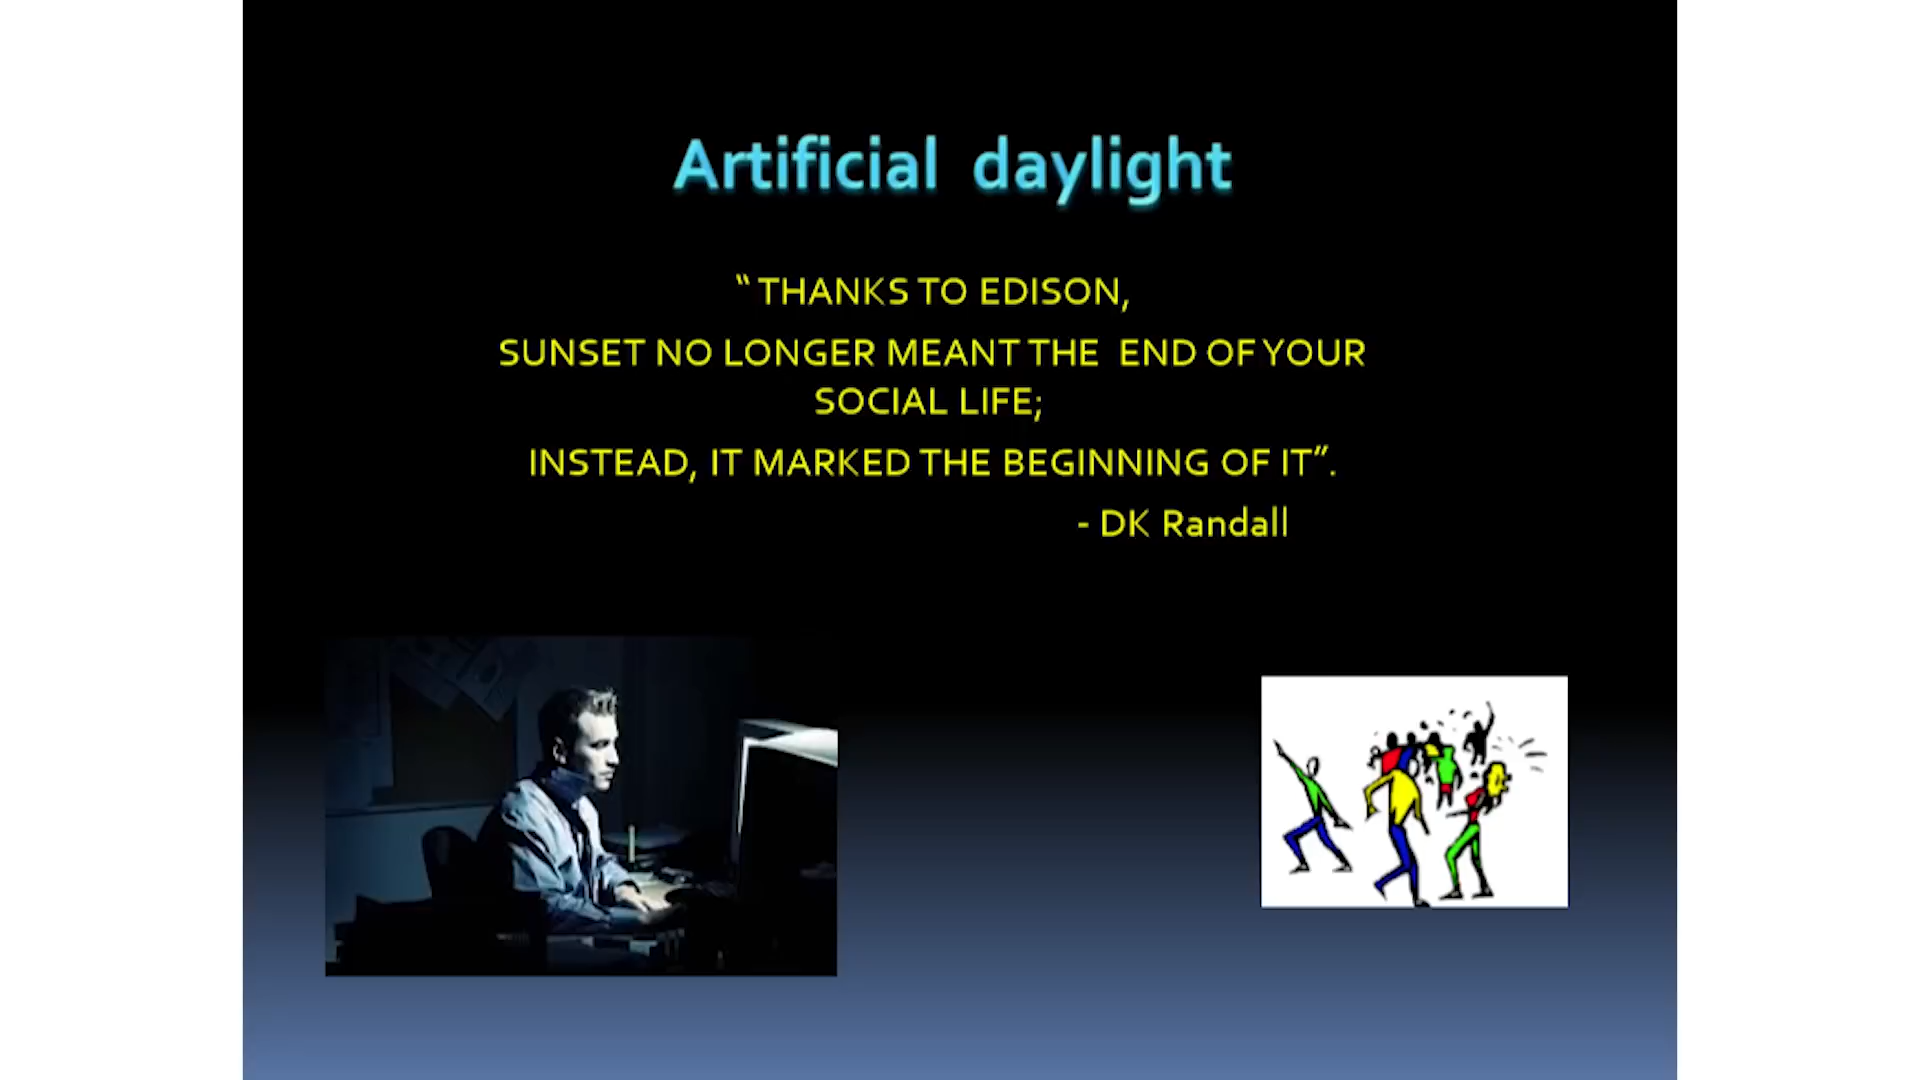 Artificial daylight
“ THANKS TO EDISON,
SUNSET NO LONGER MEANT THE END OF YOUR
SOCIAL LIFE;
INSTEAD, IT MARKED THE BEGINNING OF IT”.
- DK Randall